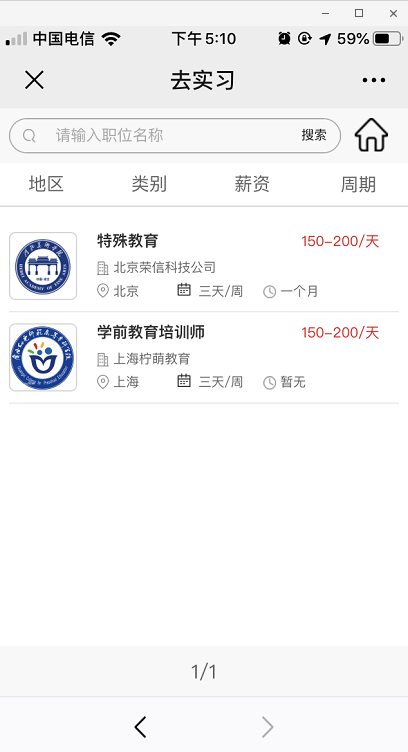 中国电信 下午5:10 59%
去实习
请输入职位名称 搜索
地区 类别 薪资 周期
特殊教育 150-200/天
北京荣信科技公司
北京 三天/周 一个月
学前教育培训师 150-200/天
上海柠萌教育
上海 三天/周 暂无
1/1